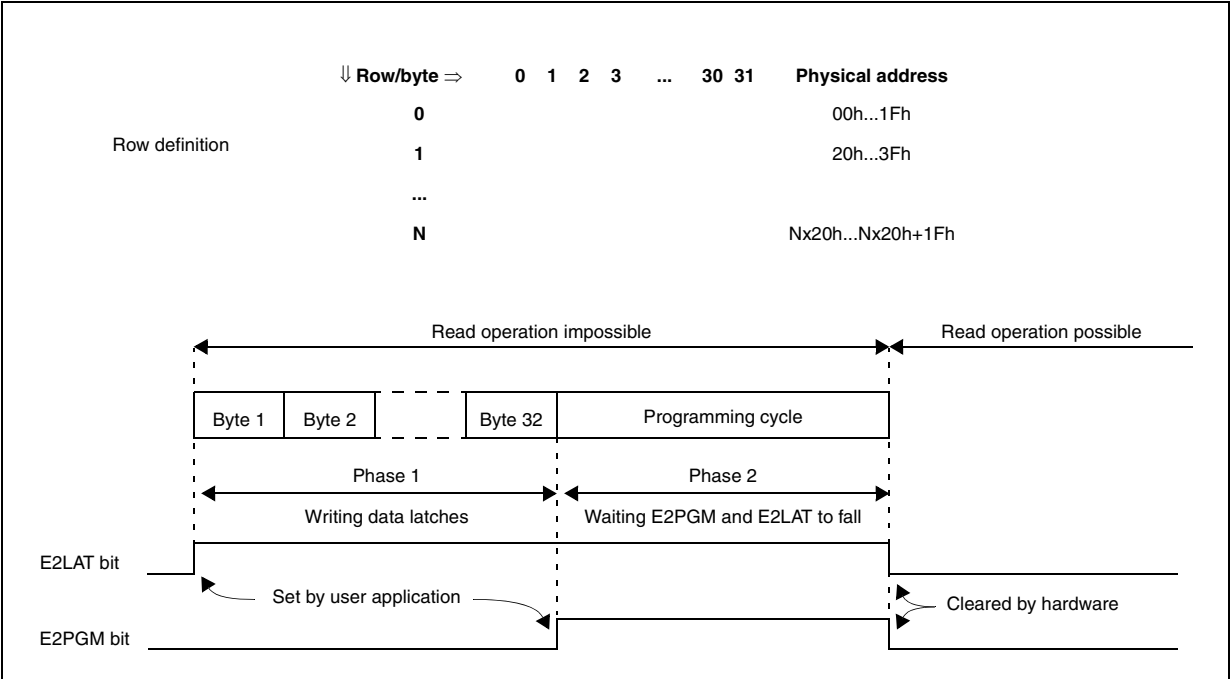 ⇓ Row/byte ⇒ 0 1 2 3 ... 30 31 Physical address
0 00h...1Fh
Row definition
1 20h...3Fh
...
N Nx20h...Nx20h+1Fh
Read operation impossible Read operation possible
Byte 1 Byte 2 Byte 32 Programming cycle
Phase 1 Phase 2
Writing data latches Waiting E2PGM and E2LAT to fall
E2LAT bit
Set by user application Cleared by hardware
E2PGM bit